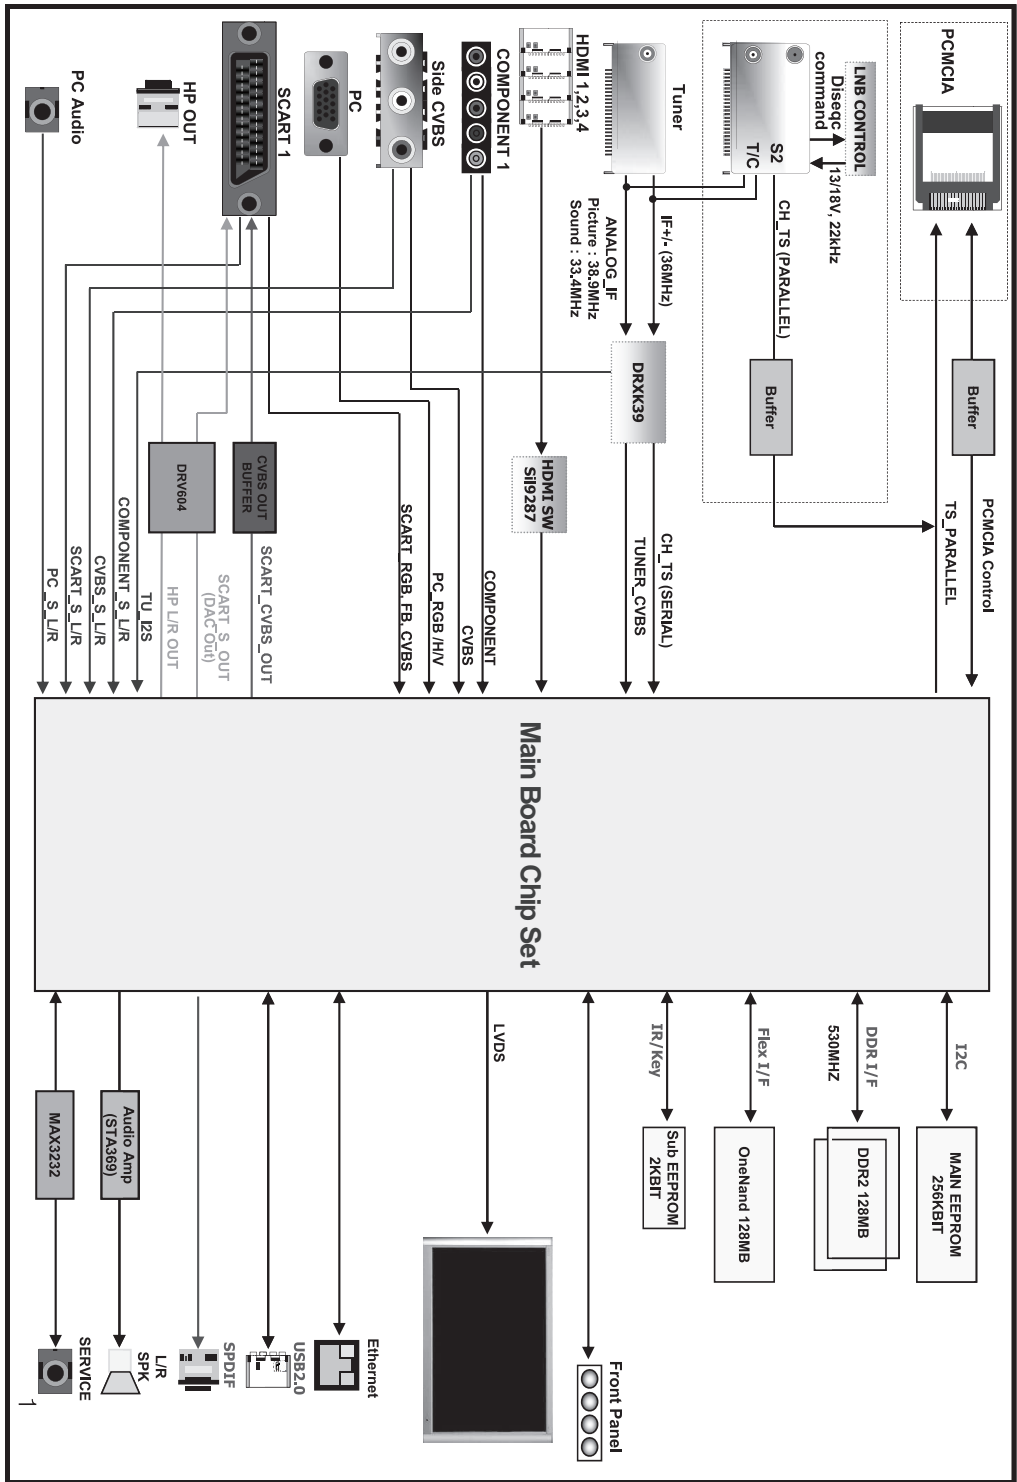 PCMCIA
Buffer
PCMCIA Control
TS_PARALLEL
LNB CONTROL
Diseqc
command
13/18V, 22kHz
S2
T/C
CH_TS (PARALLEL)
Buffer
Tuner
IF+/- (36MHz)
ANALOG_IF
Picture : 38.9MHz
Sound : 33.4MHz
DRXK39
CH_TS (SERIAL)
TUNER_CVBS
HDMI 1,2,3,4
HDMI SW
SiI9287
COMPONENT 1
COMPONENT
Side CVBS
CVBS
PC
PC_RGB /H/V
SCART 1
SCART_RGB, FB, CVBS
CVBS OUT
BUFFER
SCART_CVBS_OUT
DRV604
SCART_S_OUT
(DAC Out)
HP OUT
HP L/R OUT
TU_I2S
COMPONENT_S_L/R
CVBS_S_L/R
SCART_S_L/R
PC Audio
PC_S_L/R
Main Board Chip Set
I2C
MAIN EEPROM
256KBIT
DDR I/F
530MHZ
DDR2 128MB
Flex I/F
OneNand 128MB
IR/Key
Sub EEPROM
2KBIT
Front Panel
LVDS
Ethernet
USB2.0
SPDIF
Audio Amp
(STA369)
L/R
SPK
MAX3232
SERVICE
1